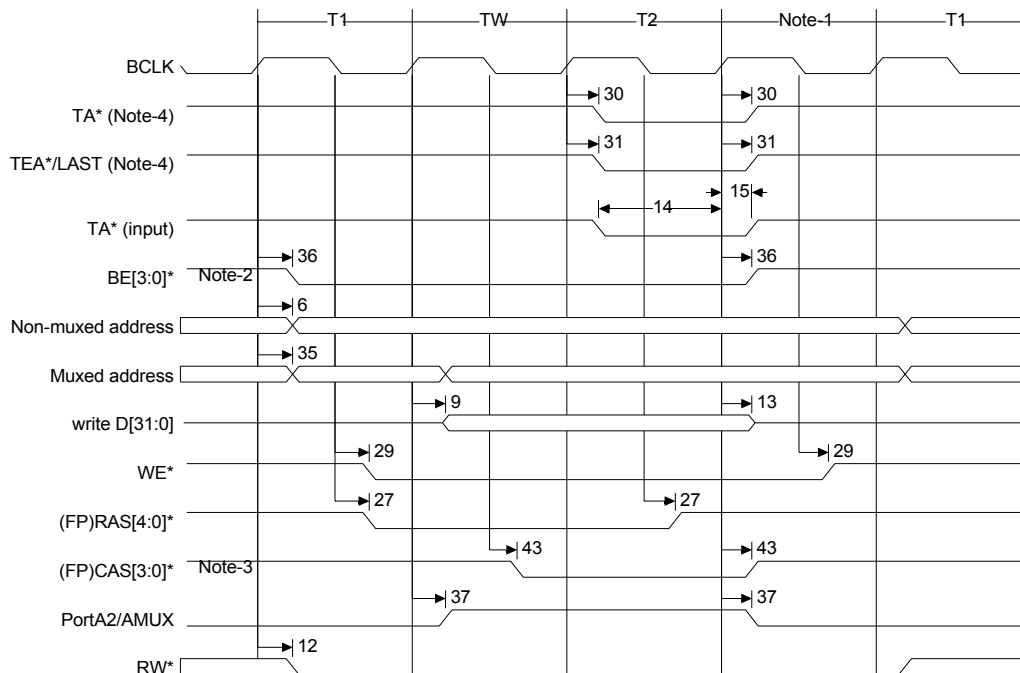 T1 TW T2 Note-1 T1
BCLK
30 30
TA* (Note-4)
31 31
TEA*/LAST (Note-4)
15
14
TA* (input)
36 36
BE[3:0]* Note-2
6
Non-muxed address
35
Muxed address
9 13
write D[31:0]
29 29
WE*
27 27
(FP)RAS[4:0]*
43 43
(FP)CAS[3:0]* Note-3
37 37
PortA2/AMUX
12
RW*